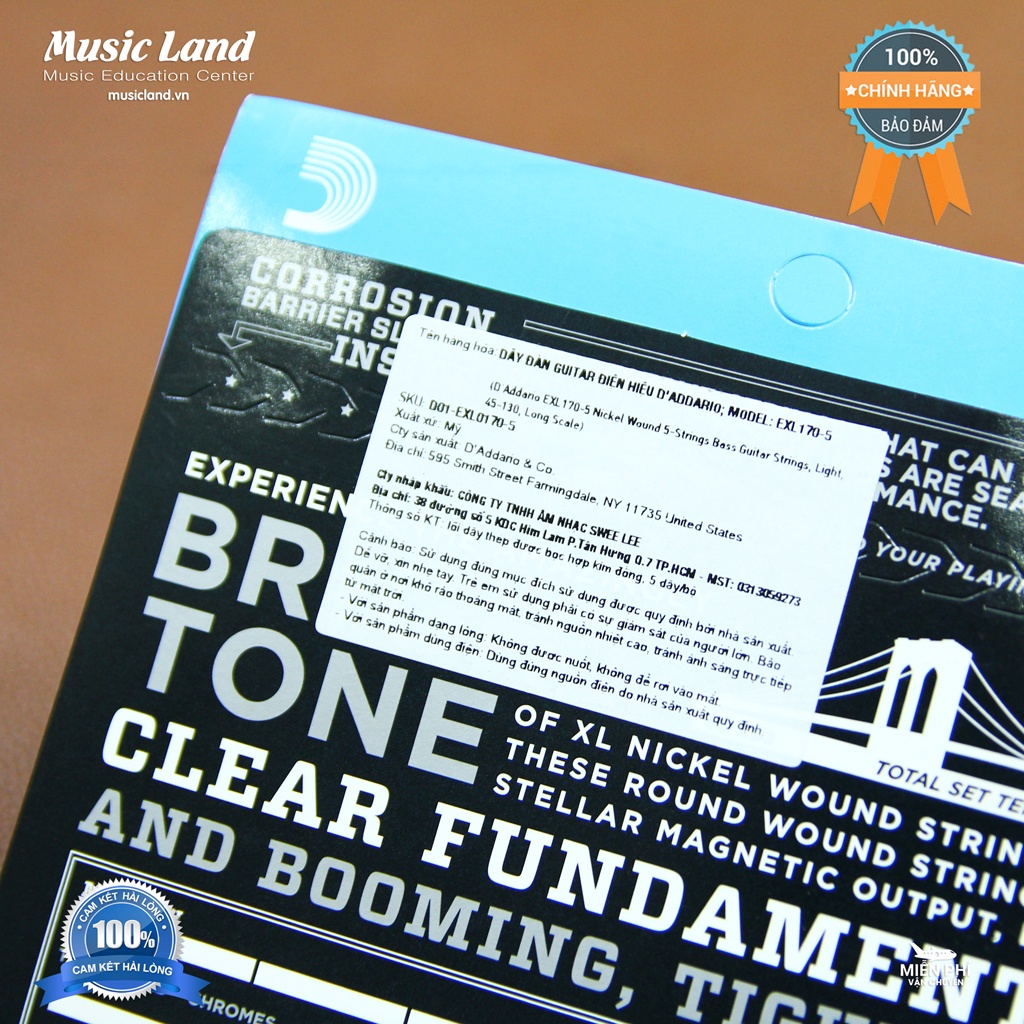 Music Land
Music Education Center
musicland.vn
100%
CHÍNH HÃNG
BẢO ĐẢM
CORROSION
BARRIER SL
INS
Tên hàng hóa: DÂY ĐÀN GUITAR ĐIỆN HIỆU D'ADDARIO; MODEL: EXL170-5
(D'Addario EXL170-5 Nickel Wound 5-Strings Bass Guitar Strings, Light,
45-130, Long Scale)
SKU: D01-EXL0170-5
Xuất xứ: Mỹ
Cty sản xuất: D'Addario & Co
Địa chỉ: 595 Smith Street Farmingdale, NY 11735 United States
Cty nhập khẩu: CÔNG TY TNHH ÂM NHẠC SWEE LEE
Địa chỉ: 38 đường số 5 KDC Him Lam P.Tân Hưng Q.7 TP.HCM - MST: 0313059273
Thông số KT: lõi dây thép được bọc hợp kim đồng, 5 dây/bộ
Cảnh báo: Sử dụng đúng mục đích sử dụng được quy định bởi nhà sản xuất.
Dễ vỡ, xin nhẹ tay. Trẻ em sử dụng phải có sự giám sát của người lớn. Bảo
quản ở nơi khô ráo thoáng mát, tránh nguồn nhiệt cao, tránh ánh sáng trực tiếp
từ mặt trời.
- Với sản phẩm dạng lỏng: Không được nuốt, không để rơi vào mắt.
- Với sản phẩm dùng điện: Dùng đúng nguồn điện do nhà sản xuất quy định.
HAT CAN
S ARE SEA
MANCE.
YOUR PLAYI
EXPERIEN
BR
TONE
OF XL NICKEL WOUND STRIN
THESE ROUND WOUND STRING
STELLAR MAGNETIC OUTPUT,
TOTAL SET TE
CLEAR FUNDAMENT
AND BOOMING, TIGH
CAM KẾT HÀI LÒNG
100%
CAM KẾT HÀI LÒNG
CHROMES
MIỄN PHÍ
VẬN CHUYỂN